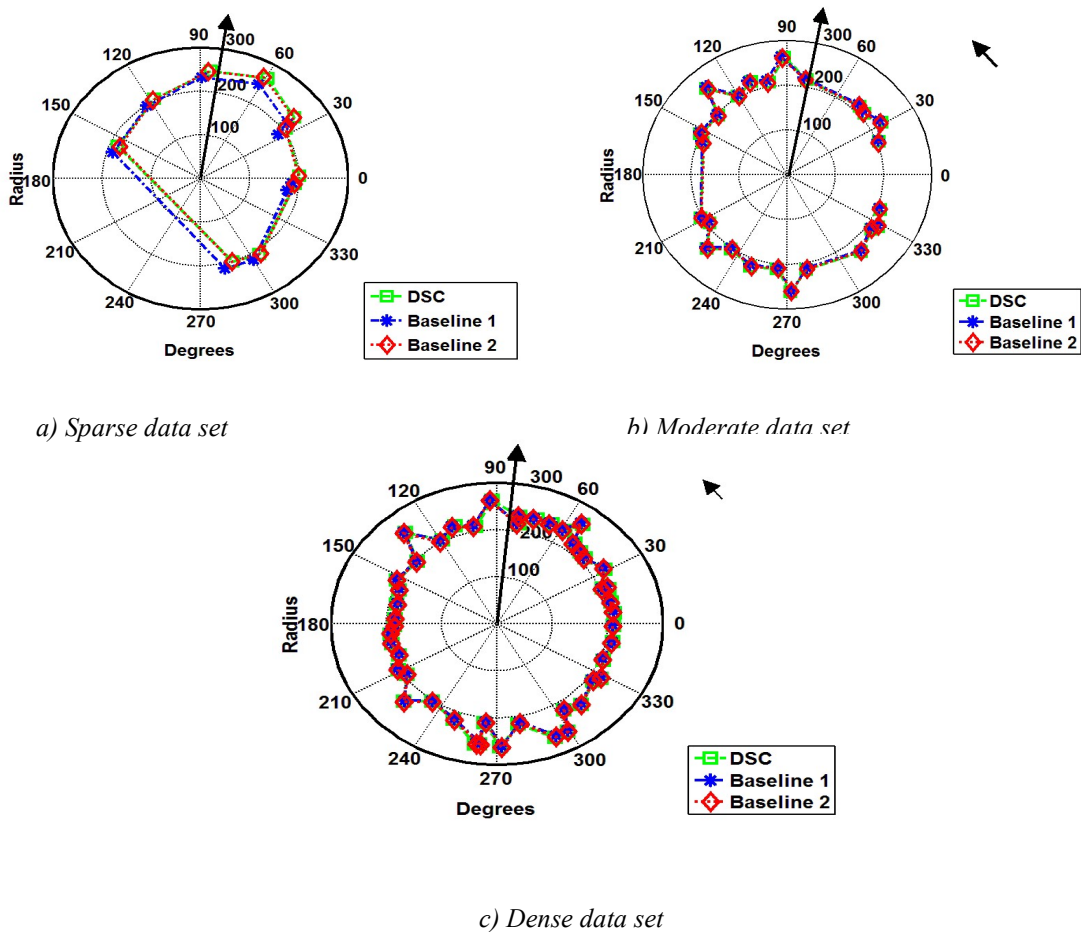 90
300
60
120
200
30
150
100
Radius
180
0
210
330
240
300
270
Degrees
DSC
Baseline 1
Baseline 2
a) Sparse data set
90
300
60
120
200
30
150
100
Radius
180
0
210
330
240
300
270
Degrees
DSC
Baseline 1
Baseline 2
b) Moderate data set
90
300
60
120
200
30
150
100
Radius
180
0
210
330
240
300
270
Degrees
DSC
Baseline 1
Baseline 2
c) Dense data set